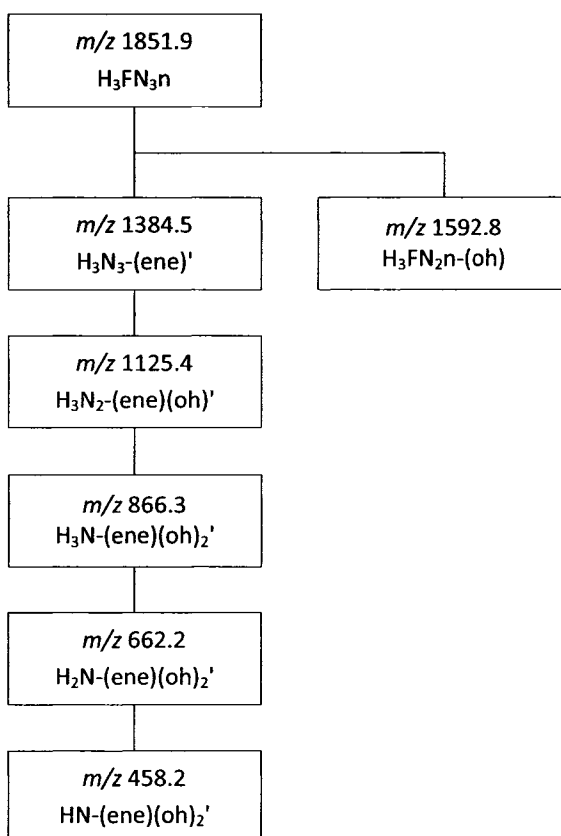 m/z 1851.9
H₃FN₃n
m/z 1384.5
H₃N₃-(ene)'
m/z 1592.8
H₃FN₂n-(oh)
m/z 1125.4
H₃N₂-(ene)(oh)'
m/z 866.3
H₃N-(ene)(oh)₂'
m/z 662.2
H₂N-(ene)(oh)₂'
m/z 458.2
HN-(ene)(oh)₂'